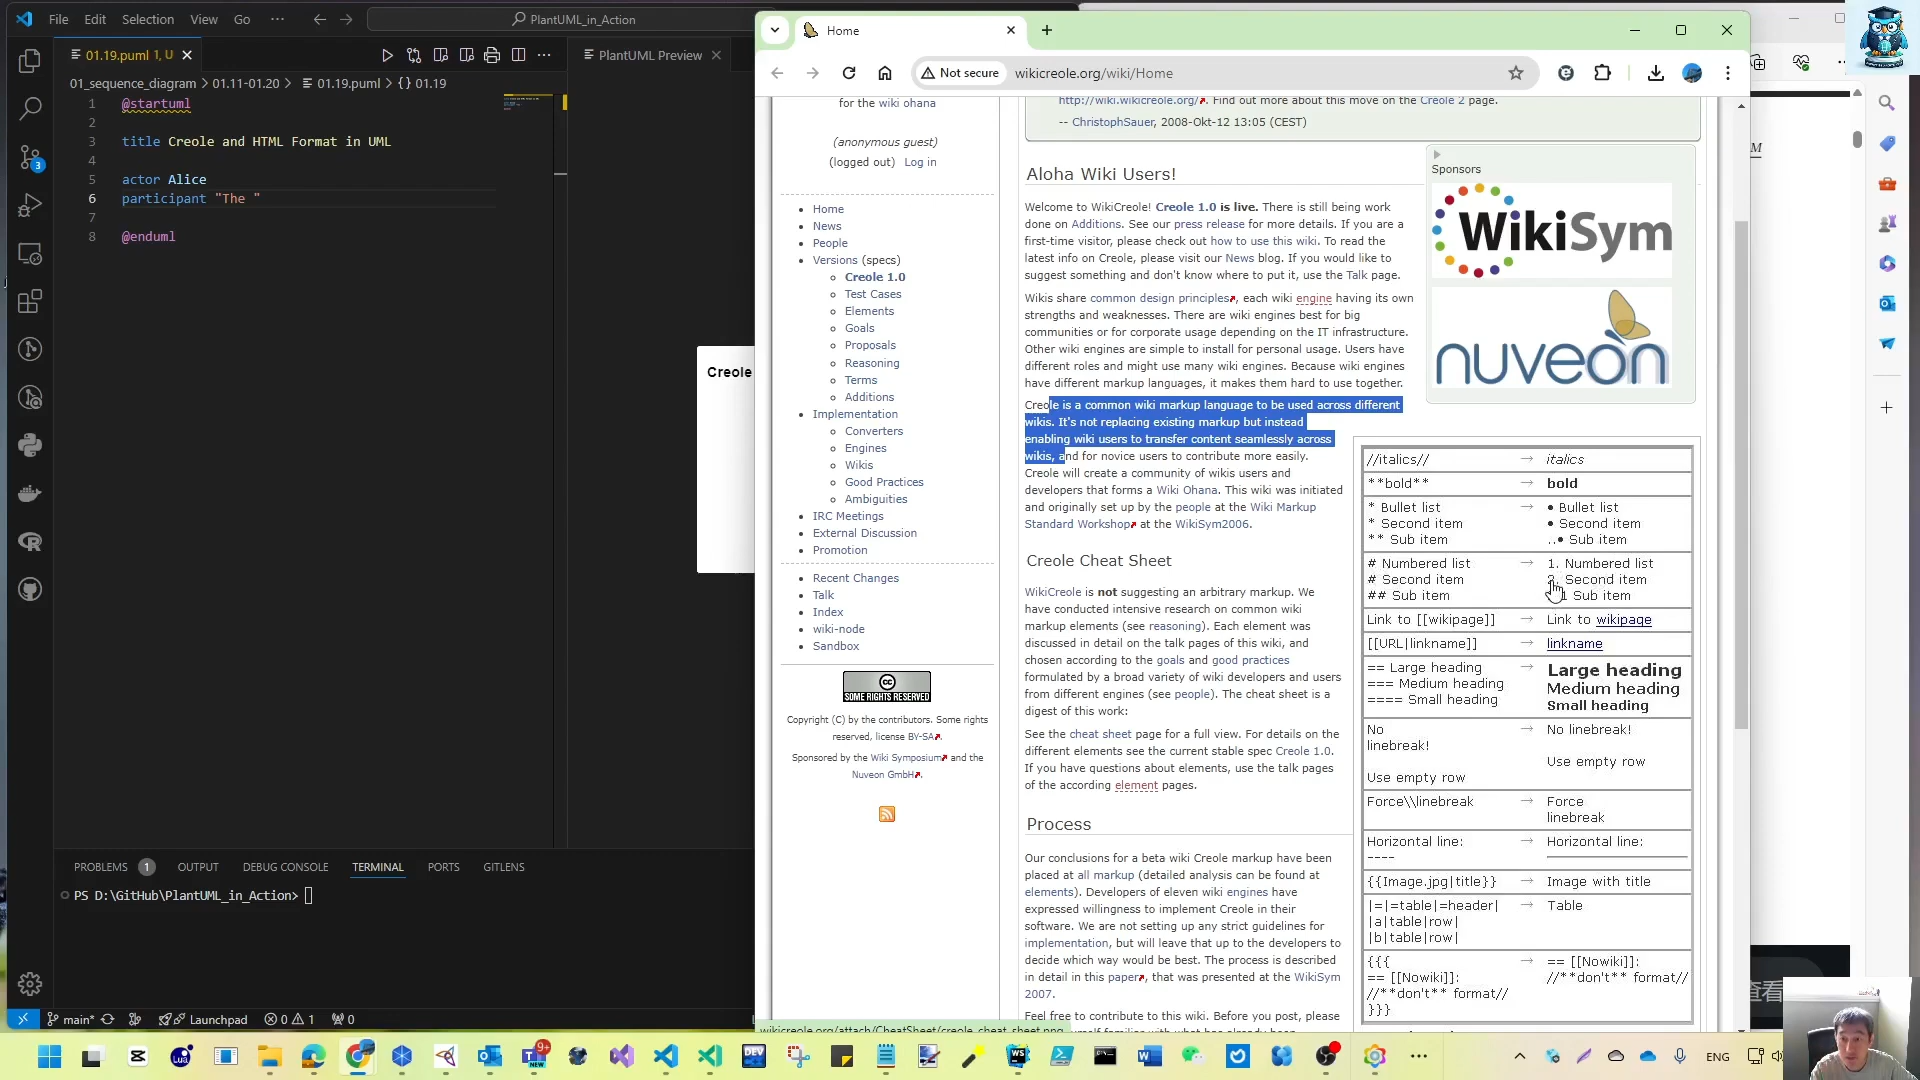 File Edit Selection View Go ··· PlantUML_in_Action
01.19.puml 1, U
PlantUML Preview
01_sequence_diagram > 01.11-01.20 > 01.19.puml > {} 01.19
1 @startuml
2
3 title Creole and HTML Format in UML
4
5 actor Alice
6 participant "The "
7
8 @enduml
Creole
PROBLEMS 1 OUTPUT DEBUG CONSOLE TERMINAL PORTS GITLENS
PS D:\GitHub\PlantUML_in_Action>
main* Launchpad 0 1 0
Home
Not secure wikicreole.org/wiki/Home
for the wiki ohana
(anonymous guest)
(logged out) Log in
Home
News
People
Versions (specs)
Creole 1.0
Test Cases
Elements
Goals
Proposals
Reasoning
Terms
Additions
Implementation
Converters
Engines
Wikis
Good Practices
Ambiguities
IRC Meetings
External Discussion
Promotion
Recent Changes
Talk
Index
wiki-node
Sandbox
cc
SOME RIGHTS RESERVED
Copyright (C) by the contributors. Some rights
reserved, license BY-SA.
Sponsored by the Wiki Symposium and the
Nuveon GmbH.
http://wiki.wikicreole.org/. Find out more about this move on the Creole 2 page.
-- ChristophSauer, 2008-Okt-12 13:05 (CEST)
Aloha Wiki Users!
Welcome to WikiCreole! Creole 1.0 is live. There is still being work
done on Additions. See our press release for more details. If you are a
first-time visitor, please check out how to use this wiki. To read the
latest info on Creole, please visit our News blog. If you would like to
suggest something and don't know where to put it, use the Talk page.
Wikis share common design principles, each wiki engine having its own
strengths and weaknesses. There are wiki engines best for big
communities or for corporate usage depending on the IT infrastructure.
Other wiki engines are simple to install for personal usage. Users have
different roles and might use many wiki engines. Because wiki engines
have different markup languages, it makes them hard to use together.
Creole is a common wiki markup language to be used across different
wikis. It's not replacing existing markup but instead
enabling wiki users to transfer content seamlessly across
wikis, and for novice users to contribute more easily.
Creole will create a community of wikis users and
developers that forms a Wiki Ohana. This wiki was initiated
and originally set up by the people at the Wiki Markup
Standard Workshop at the WikiSym2006.
Creole Cheat Sheet
WikiCreole is not suggesting an arbitrary markup. We
have conducted intensive research on common wiki
markup elements (see reasoning). Each element was
discussed in detail on the talk pages of this wiki, and
chosen according to the goals and good practices
formulated by a broad variety of wiki developers and users
from different engines (see people). The cheat sheet is a
digest of this work:
See the cheat sheet page for a full view. For details on the
different elements see the current stable spec Creole 1.0.
If you have questions about elements, use the talk pages
of the according element pages.
Process
Our conclusions for a beta wiki Creole markup have been
placed at all markup (detailed analysis can be found at
elements). Developers of eleven wiki engines have
expressed willingness to implement Creole in their
software. We are not setting up any strict guidelines for
implementation, but will leave that up to the developers to
decide which way would be best. The process is described
in detail in this paper, that was presented at the WikiSym
2007.
Feel free to contribute to this wiki. Before you post, please
Sponsors
WikiSym
nuveon
//italics// → italics
**bold** → bold
* Bullet list → • Bullet list
* Second item • Second item
** Sub item ..• Sub item
# Numbered list → 1. Numbered list
# Second item Second item
## Sub item Sub item
Link to [[wikipage]] → Link to wikipage
[[URL|linkname]] → linkname
== Large heading → Large heading
=== Medium heading Medium heading
==== Small heading Small heading
No → No linebreak!
linebreak!
Use empty row
Use empty row
Force\\linebreak → Force
linebreak
Horizontal line: → Horizontal line:
----
{{Image.jpg|title}} → Image with title
|=|=table|=header| → Table
|a|table|row|
|b|table|row|
{{{ → == [[Nowiki]]:
== [[Nowiki]]: //**don't** format//
//**don't** format//
}}}
查看
ENG